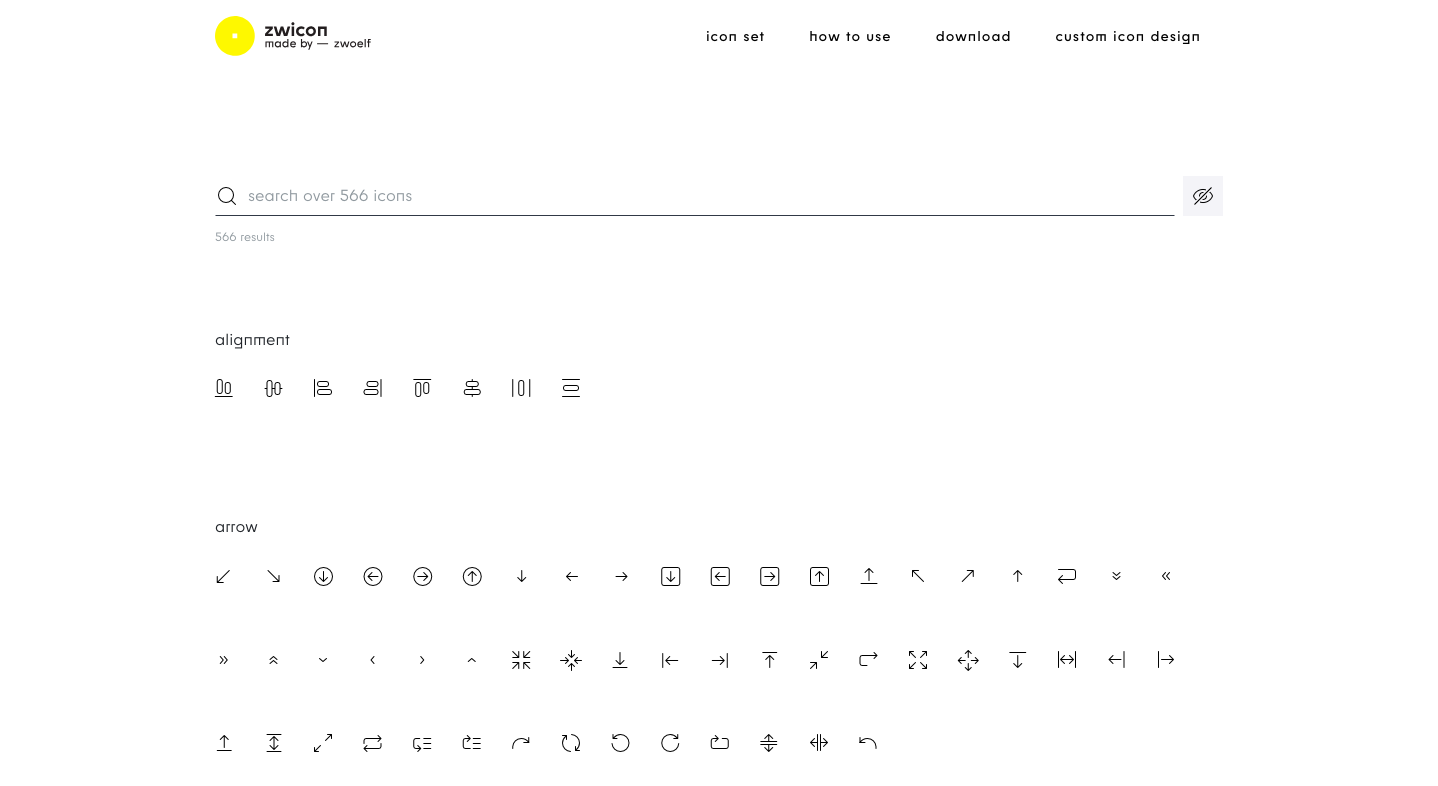 zwicon
made by — zwoelf
icon set
how to use
download
custom icon design
search over 566 icons
566 results
alignment
arrow